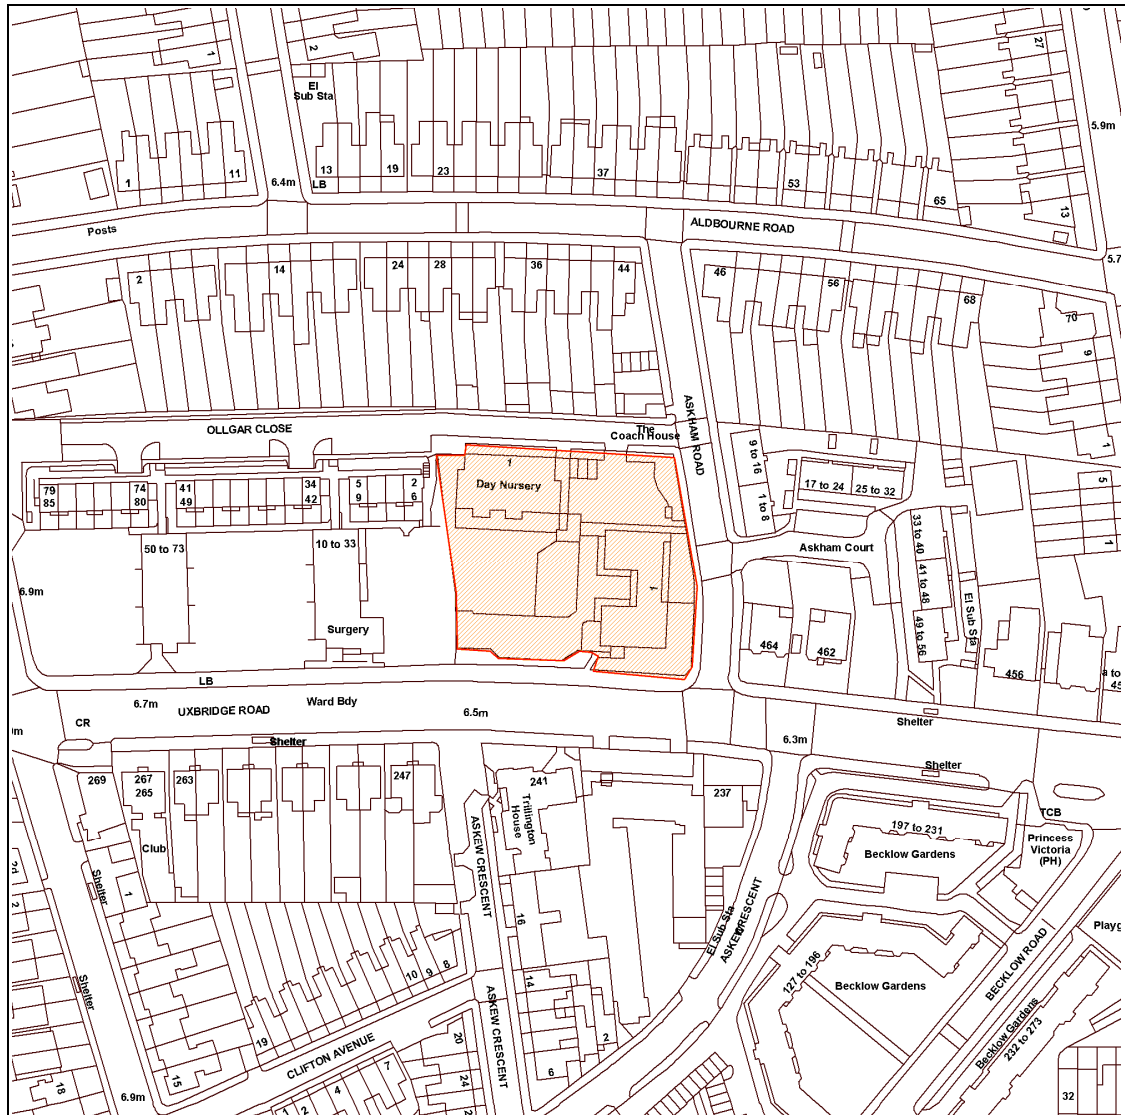 1
2
27
El
Sub Sta
5.9m
1
11
6.4m
13
LB
19
23
37
53
65
13
Posts
ALDBOURNE ROAD
2
14
24
28
36
44
46
56
68
70
9
1
OLLGAR CLOSE
The
Coach House
ASKHAM ROAD
9 to 16
1 to 8
17 to 24
25 to 32
5
1
79
85
74
80
41
49
34
42
5
9
2
6
1
Day Nursery
1
50 to 73
10 to 33
Askham Court
33 to 40
41 to 48
49 to 56
El Sub Sta
6.9m
Surgery
464
462
456
LB
6.7m
UXBRIDGE ROAD
Ward Bdy
6.5m
6.3m
CR
Shelter
Shelter
Shelter
269
267
265
263
247
241
Trillington
House
237
Club
1
Shelter
Shelter
2d
2
ASKEW CRESCENT
16
14
197 to 231
Becklow Gardens
TCB
Princess
Victoria
(PH)
El Sub Sta
ASKEW CRESCENT
127 to 196
Becklow Gardens
BECKLOW ROAD
Becklow Gardens
232 to 273
10
9
8
19
15
CLIFTON AVENUE
ASKEW CRESCENT
20
24
2
6
18
6.9m
1
2
4
7
32